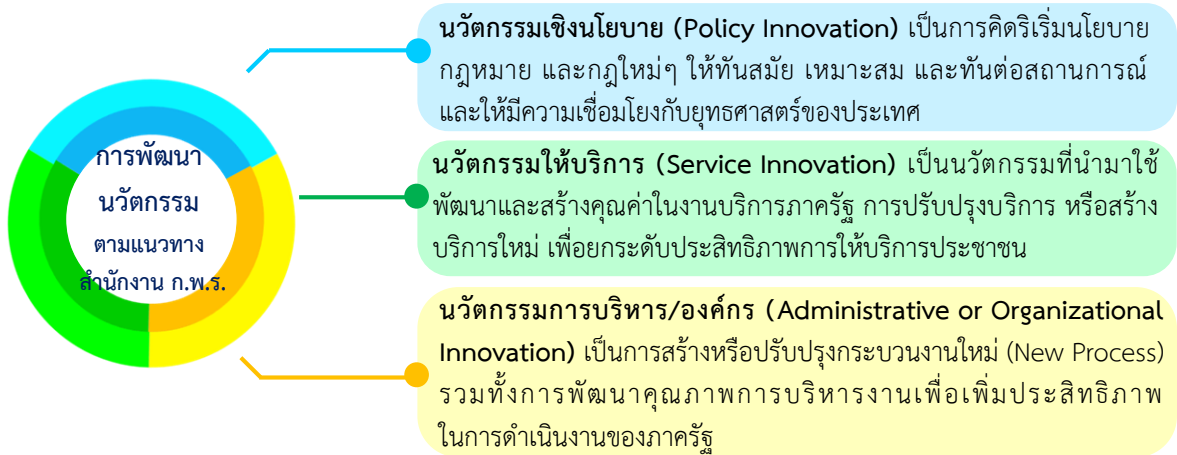 การพัฒนา
นวัตกรรม
ตามแนวทาง
สำนักงาน ก.พ.ร.
นวัตกรรมเชิงนโยบาย (Policy Innovation) เป็นการคิดริเริ่มนโยบาย
กฎหมาย และกฎใหม่ๆ ให้ทันสมัย เหมาะสม และทันต่อสถานการณ์
และให้มีความเชื่อมโยงกับยุทธศาสตร์ของประเทศ
นวัตกรรมให้บริการ (Service Innovation) เป็นนวัตกรรมที่นำมาใช้
พัฒนาและสร้างคุณค่าในงานบริการภาครัฐ การปรับปรุงบริการ หรือสร้าง
บริการใหม่ เพื่อยกระดับประสิทธิภาพการให้บริการประชาชน
นวัตกรรมการบริหาร/องค์กร (Administrative or Organizational
Innovation) เป็นการสร้างหรือปรับปรุงกระบวนงานใหม่ (New Process)
รวมทั้งการพัฒนาคุณภาพการบริหารงานเพื่อเพิ่มประสิทธิภาพ
ในการดำเนินงานของภาครัฐ